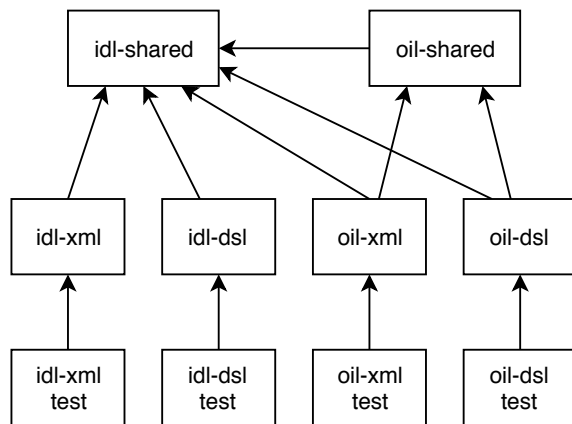 idl-shared
oil-shared
idl-xml
idl-dsl
oil-xml
oil-dsl
idl-xml
test
idl-dsl
test
oil-xml
test
oil-dsl
test